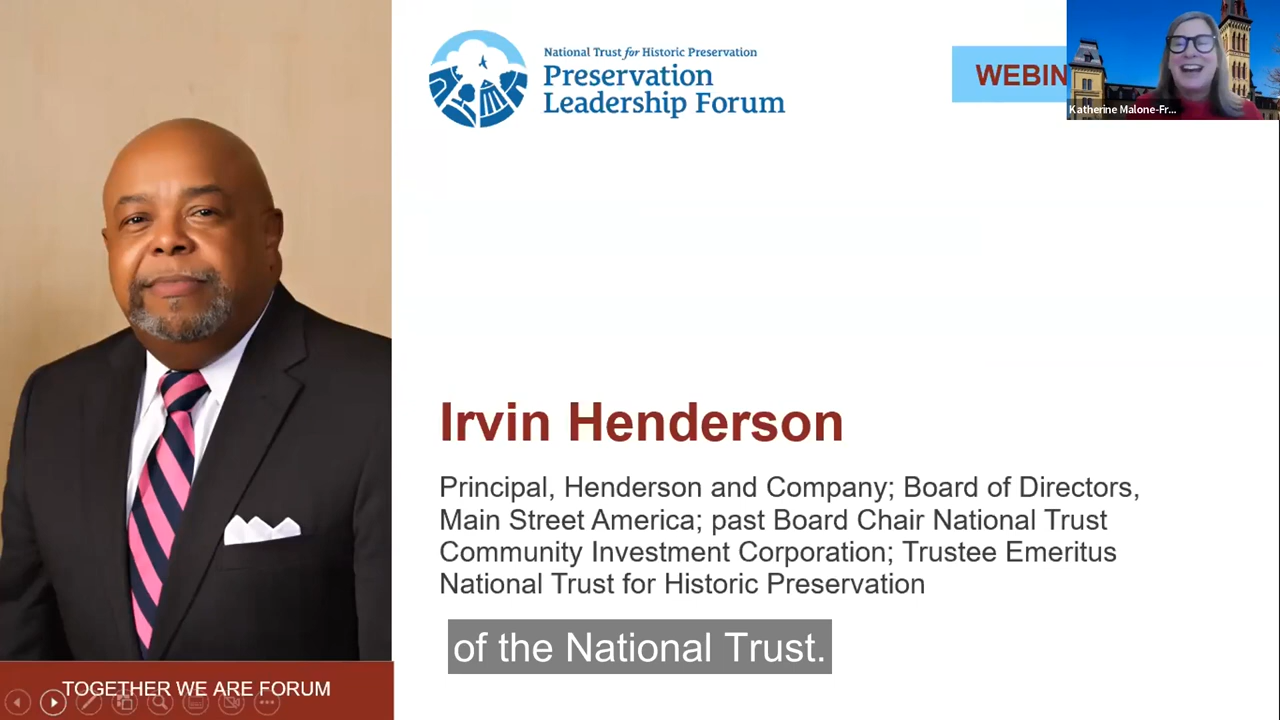 National Trust for Historic Preservation
Preservation
Leadership Forum
WEBIN
Katherine Malone-Fr...
Irvin Henderson
Principal, Henderson and Company; Board of Directors,
Main Street America; past Board Chair National Trust
Community Investment Corporation; Trustee Emeritus
National Trust for Historic Preservation
of the National Trust.
TOGETHER WE ARE FORUM